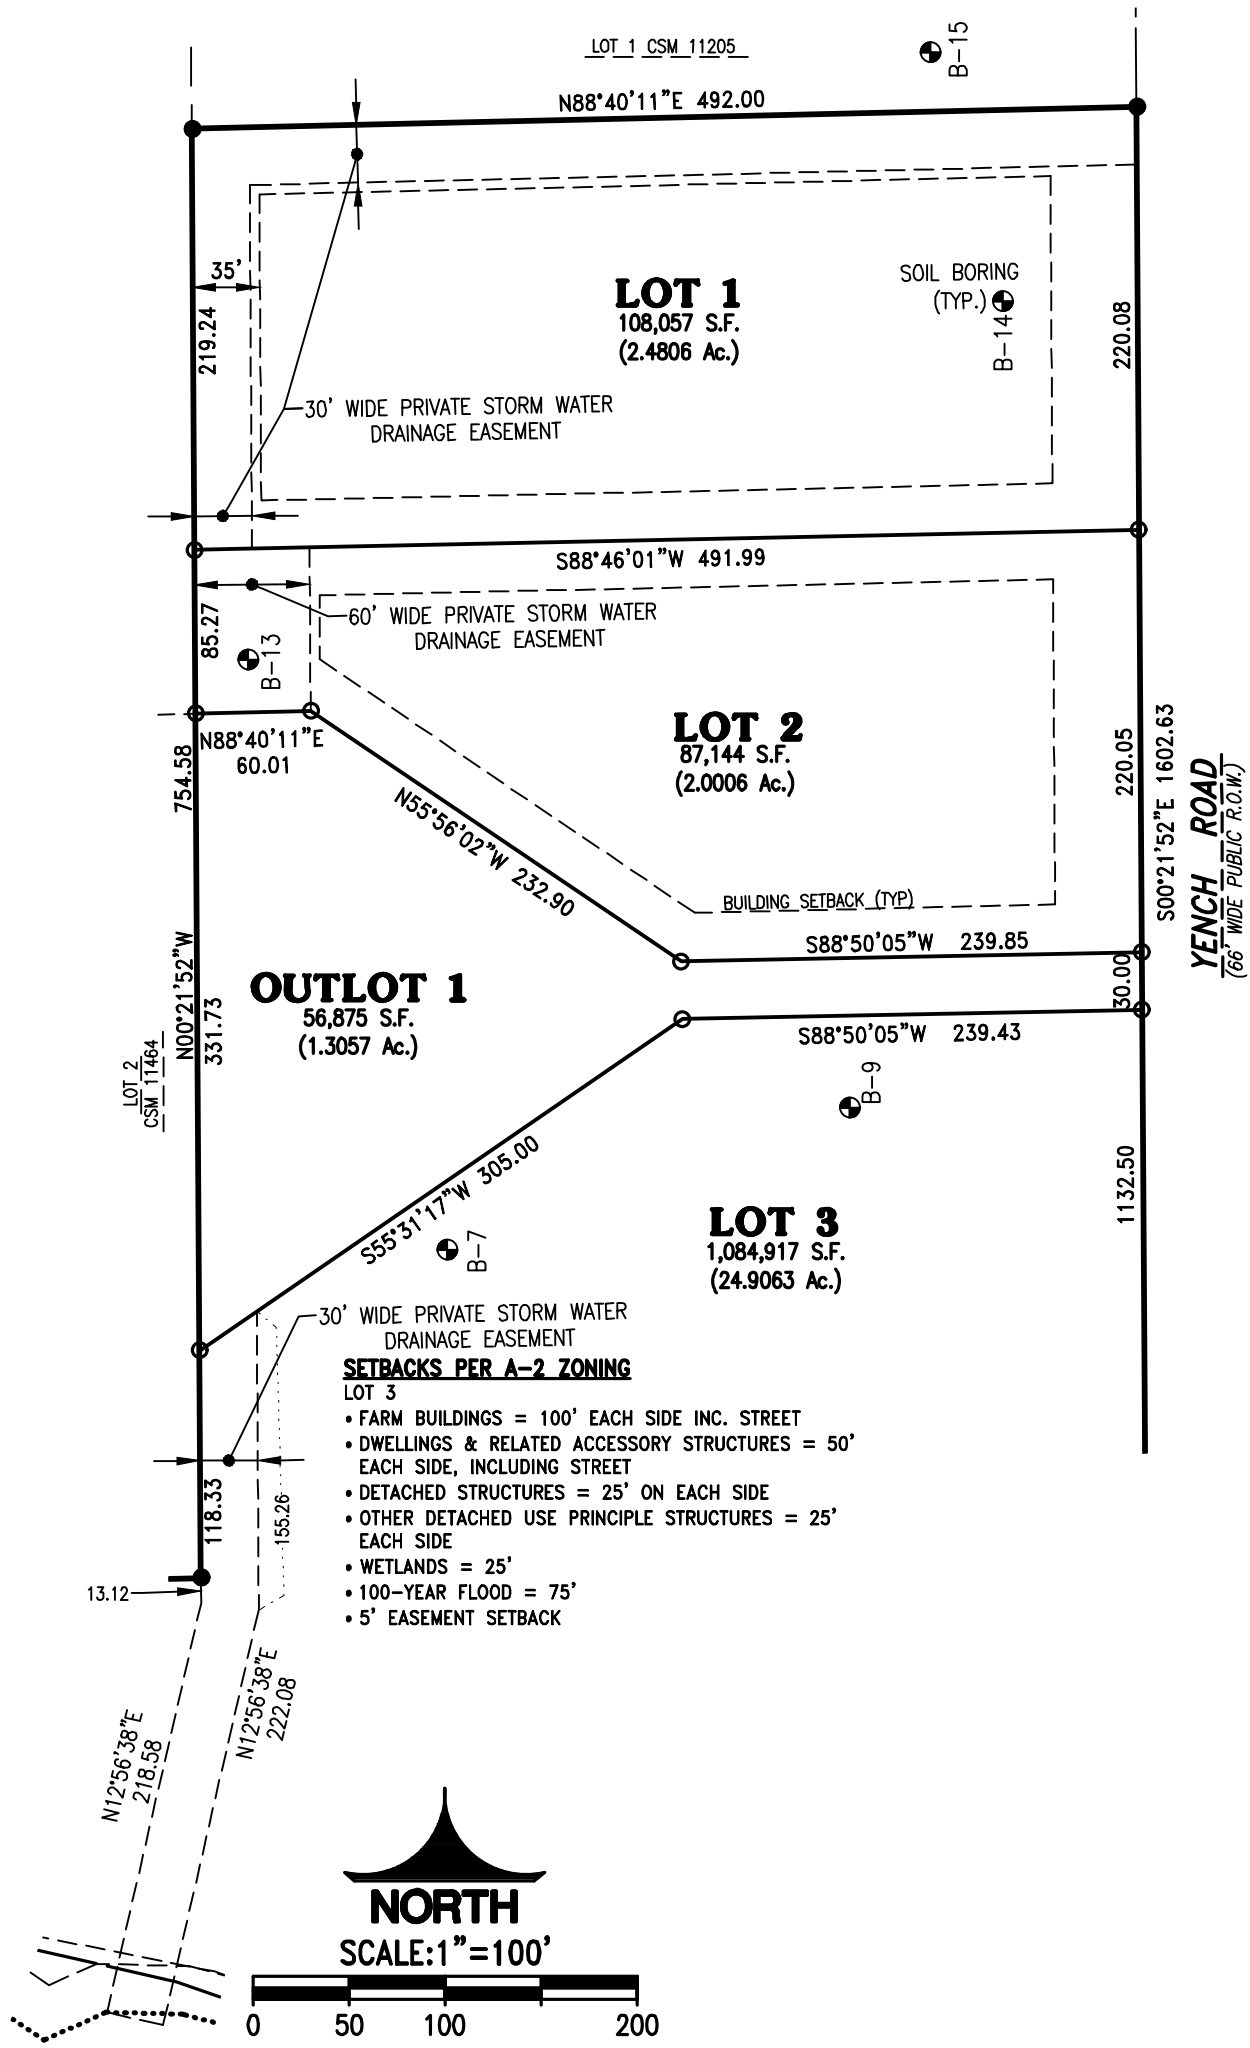 LOT 1 CSM 11205
B-15
N88°40'11"E 492.00
35'
219.24
LOT 1
108,057 S.F.
(2.4806 Ac.)
SOIL BORING
(TYP.)
B-14
220.08
30' WIDE PRIVATE STORM WATER
DRAINAGE EASEMENT
S88°46'01"W 491.99
85.27
60' WIDE PRIVATE STORM WATER
DRAINAGE EASEMENT
B-13
N88°40'11"E
60.01
754.58
LOT 2
87,144 S.F.
(2.0006 Ac.)
220.05
S00°21'52"E 1602.63
YENCH ROAD
(66' WIDE PUBLIC R.O.W.)
N55°56'02"W 232.90
BUILDING SETBACK (TYP)
S88°50'05"W 239.85
30.00
S88°50'05"W 239.43
OUTLOT 1
56,875 S.F.
(1.3057 Ac.)
N00°21'52"W
331.73
LOT 2
CSM 11464
B-9
S55°31'17"W 305.00
B-7
1132.50
LOT 3
1,084,917 S.F.
(24.9063 Ac.)
30' WIDE PRIVATE STORM WATER
DRAINAGE EASEMENT
SETBACKS PER A-2 ZONING
LOT 3
• FARM BUILDINGS = 100' EACH SIDE INC. STREET
• DWELLINGS & RELATED ACCESSORY STRUCTURES = 50'
EACH SIDE, INCLUDING STREET
• DETACHED STRUCTURES = 25' ON EACH SIDE
• OTHER DETACHED USE PRINCIPLE STRUCTURES = 25'
EACH SIDE
• WETLANDS = 25'
• 100-YEAR FLOOD = 75'
• 5' EASEMENT SETBACK
118.33
155.26
13.12
N12°56'38"E
218.58
N12°56'38"E
222.08
NORTH
SCALE:1"=100'
0 50 100 200